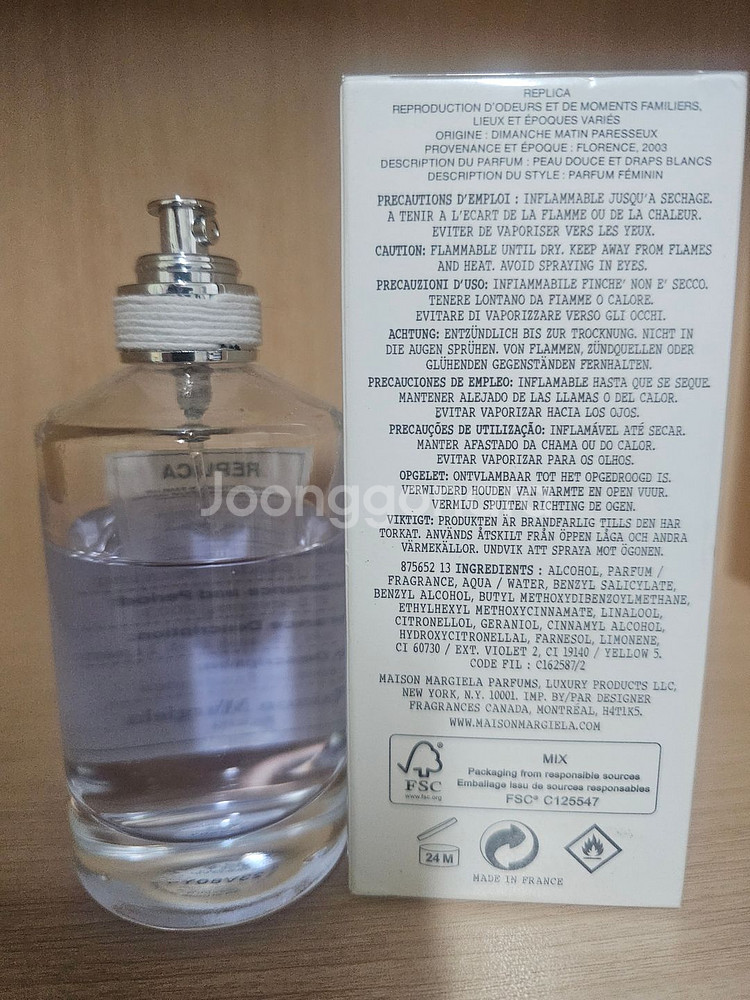 REPLICA
REPRODUCTION D'ODEURS ET DE MOMENTS FAMILIERS,
LIEUX ET ÉPOQUES VARIÉS
ORIGINE : DIMANCHE MATIN PARESSEUX
PROVENANCE ET ÉPOQUE : FLORENCE, 2003
DESCRIPTION DU PARFUM : PEAU DOUCE ET DRAPS BLANCS
DESCRIPTION DU STYLE : PARFUM FÉMININ
PRECAUTIONS D'EMPLOI : INFLAMMABLE JUSQU'A SECHAGE.
A TENIR A L'ECART DE LA FLAMME OU DE LA CHALEUR.
EVITER DE VAPORISER VERS LES YEUX.
CAUTION: FLAMMABLE UNTIL DRY. KEEP AWAY FROM FLAMES
AND HEAT. AVOID SPRAYING IN EYES.
PRECAUZIONI D'USO: INFIAMMABILE FINCHE' NON E' SECCO.
TENERE LONTANO DA FIAMME O CALORE.
EVITARE DI VAPORIZZARE VERSO GLI OCCHI.
ACHTUNG: ENTZÜNDLICH BIS ZUR TROCKNUNG. NICHT IN
DIE AUGEN SPRÜHEN. VON FLAMMEN, ZÜNDQUELLEN ODER
GLÜHENDEN GEGENSTÄNDEN FERNHALTEN.
PRECAUCIONES DE EMPLEO: INFLAMABLE HASTA QUE SE SEQUE.
MANTENER ALEJADO DE LAS LLAMAS O DEL CALOR.
EVITAR VAPORIZAR HACIA LOS OJOS.
PRECAUÇÕES DE UTILIZAÇÃO: INFLAMÁVEL ATÉ SECAR.
MANTER AFASTADO DA CHAMA OU DO CALOR.
EVITAR VAPORIZAR PARA OS OLHOS.
OPGELET: ONTVLAMBAAR TOT HET OPGEDROOGD IS.
VERWIJDERD HOUDEN VAN WARMTE EN OPEN VUUR.
VERMIJD SPUITEN RICHTING DE OGEN.
VIKTIGT: PRODUKTEN ÄR BRANDFARLIG TILLS DEN HAR
TORKAT. ANVÄNDS ÅTSKILT FRÅN ÖPPEN LÅGA OCH ANDRA
VÄRMEKÄLLOR. UNDVIK ATT SPRAYA MOT ÖGONEN.
875652 13 INGREDIENTS : ALCOHOL, PARFUM /
FRAGRANCE, AQUA / WATER, BENZYL SALICYLATE,
BENZYL ALCOHOL, BUTYL METHOXYDIBENZOYLMETHANE,
ETHYLHEXYL METHOXYCINNAMATE, LINALOOL,
CITRONELLOL, GERANIOL, CINNAMYL ALCOHOL,
HYDROXYCITRONELLAL, FARNESOL, LIMONENE,
CI 60730 / EXT. VIOLET 2, CI 19140 / YELLOW 5.
CODE FIL : C162587/2
MAISON MARGIELA PARFUMS, LUXURY PRODUCTS LLC,
NEW YORK, N.Y. 10001. IMP. BY/PAR DESIGNER
FRAGRANCES CANADA, MONTRÉAL, H4T1K5.
WWW.MAISONMARGIELA.COM
FSC
www.fsc.org
MIX
Packaging from responsible sources
Emballage issu de sources responsables
FSC® C125547
24 M
MADE IN FRANCE
REPLICA
Joonggo